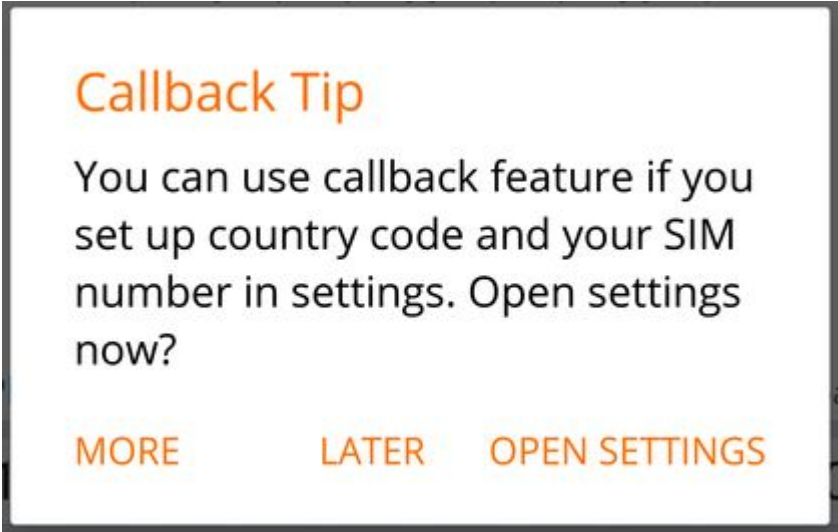 Callback Tip
You can use callback feature if you
set up country code and your SIM
number in settings. Open settings
now?
MORE LATER OPEN SETTINGS